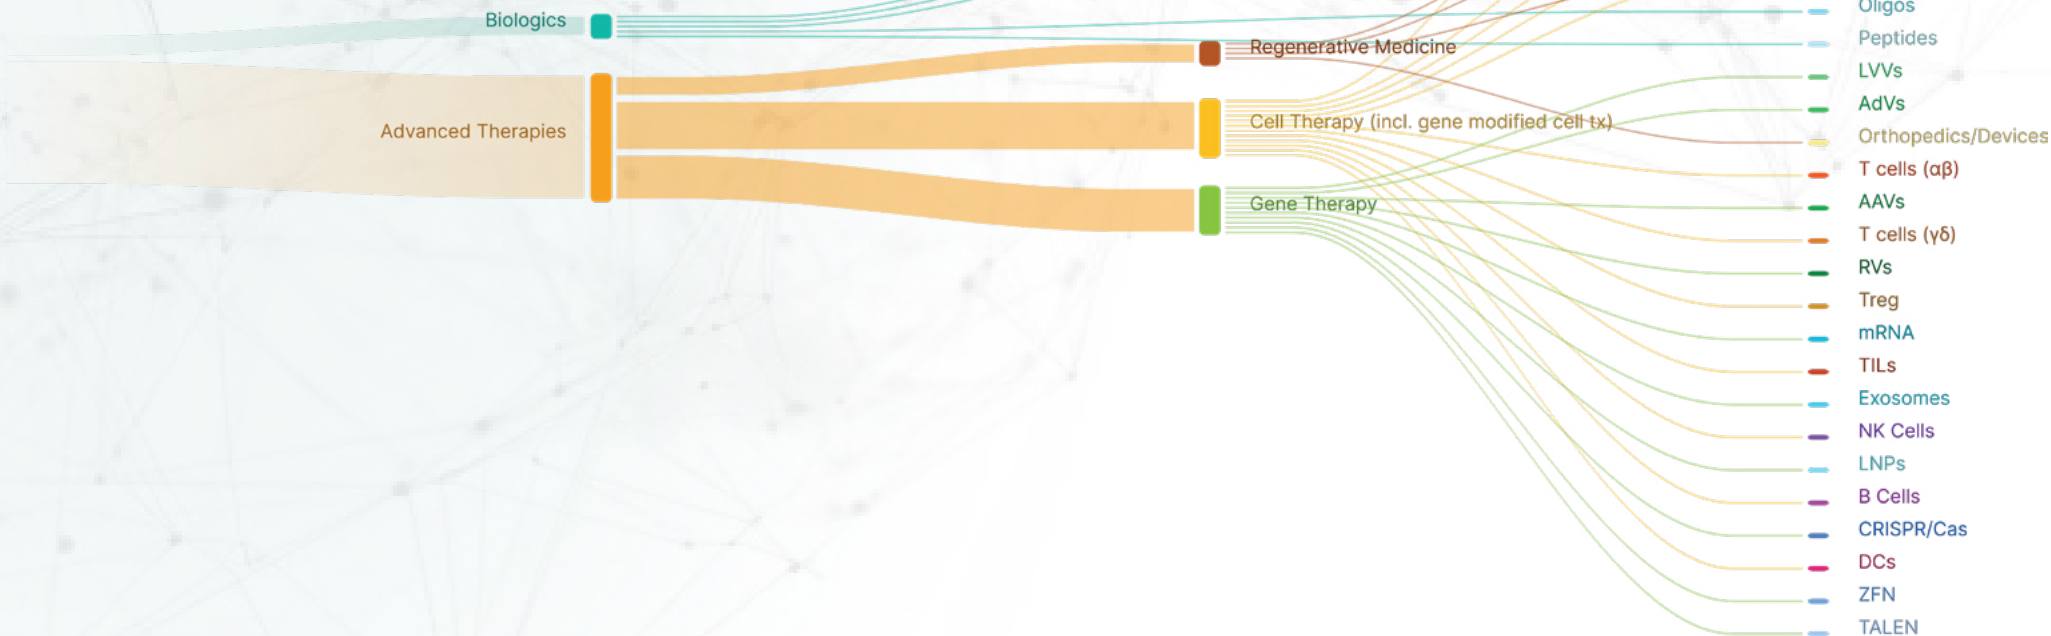 Biologics
Advanced Therapies
Regenerative Medicine
Cell Therapy (incl. gene modified cell tx)
Gene Therapy
Oligos
Peptides
LVVs
AdVs
Orthopedics/Devices
T cells (αβ)
AAVs
T cells (γδ)
RVs
Treg
mRNA
TILs
Exosomes
NK Cells
LNPs
B Cells
CRISPR/Cas
DCs
ZFN
TALEN